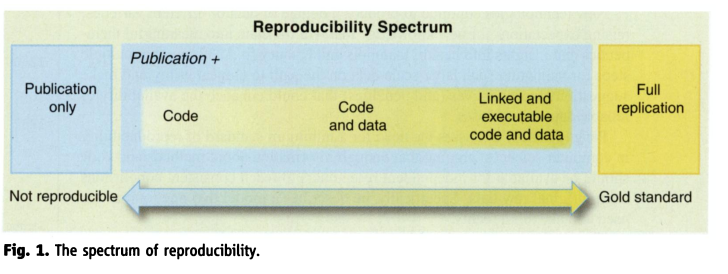 Reproducibility Spectrum
Publication only
Publication +
Code
Code and data
Linked and executable code and data
Full replication
Not reproducible
Gold standard
Fig. 1. The spectrum of reproducibility.